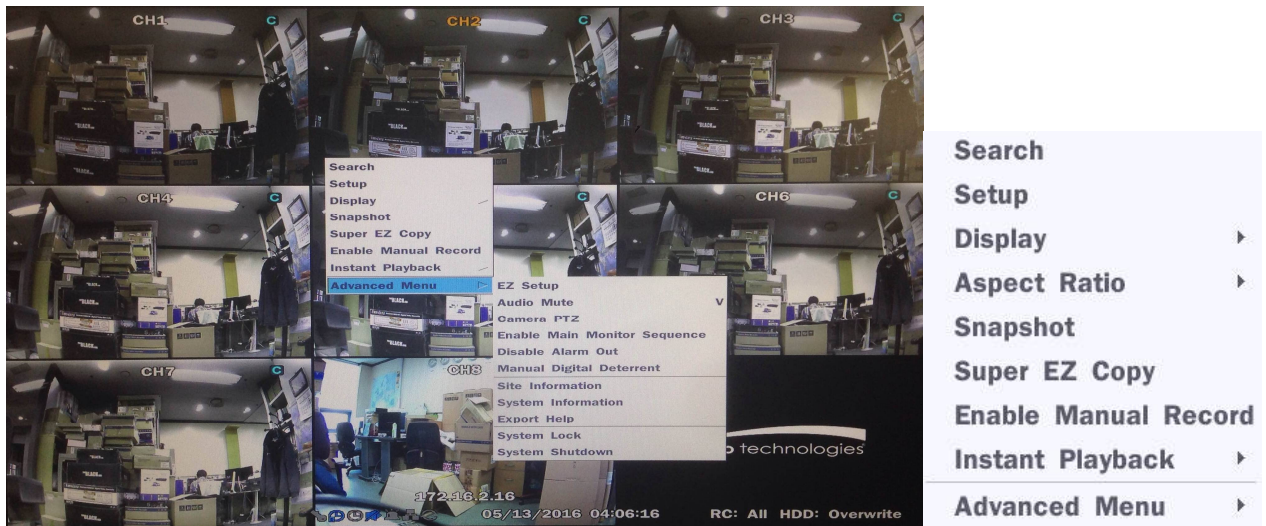 CH1
C
CH2
C
CH3
C
CH4
C
CH6
C
Search
Setup
Display
Snapshot
Super EZ Copy
Enable Manual Record
Instant Playback
Advanced Menu
EZ Setup
Audio Mute V
Camera PTZ
Enable Main Monitor Sequence
Disable Alarm Out
Manual Digital Deterrent
Site Information
System Information
Export Help
System Lock
System Shutdown
CH7
C
CH8
technologies
172.16.2.16
05/13/2016 04:06:16
RC: All HDD: Overwrite
Search
Setup
Display
Aspect Ratio
Snapshot
Super EZ Copy
Enable Manual Record
Instant Playback
Advanced Menu